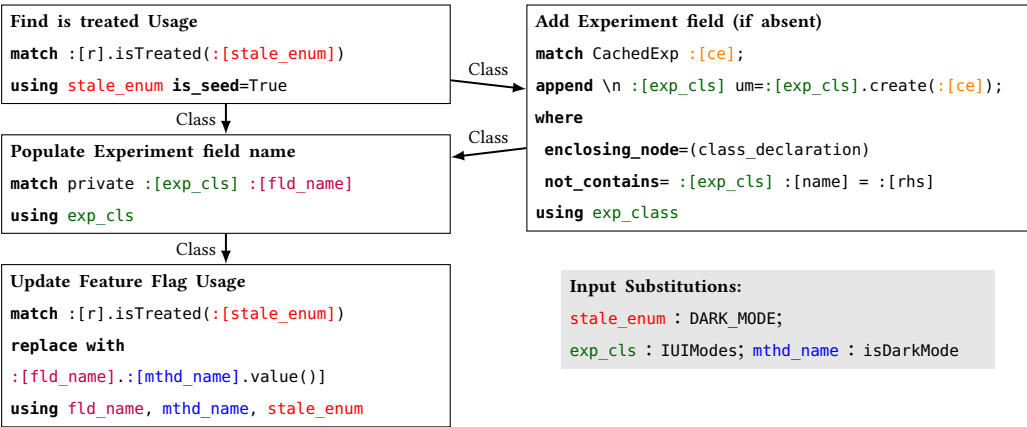 Find is treated Usage
match :[r].isTreated(:[stale_enum])
using stale_enum is_seed=True
Class
Class
Populate Experiment field name
match private :[exp_cls] :[fld_name]
using exp_cls
Class
Update Feature Flag Usage
match :[r].isTreated(:[stale_enum])
replace with
:[fld_name].:[mthd_name].value()]
using fld_name, mthd_name, stale_enum
Class
Add Experiment field (if absent)
match CachedExp :[ce];
append \n :[exp_cls] um=:[exp_cls].create(:[ce]);
where
enclosing_node=(class_declaration)
not_contains= :[exp_cls] :[name] = :[rhs]
using exp_class
Input Substitutions:
stale_enum : DARK_MODE;
exp_cls : IUIModes; mthd_name : isDarkMode